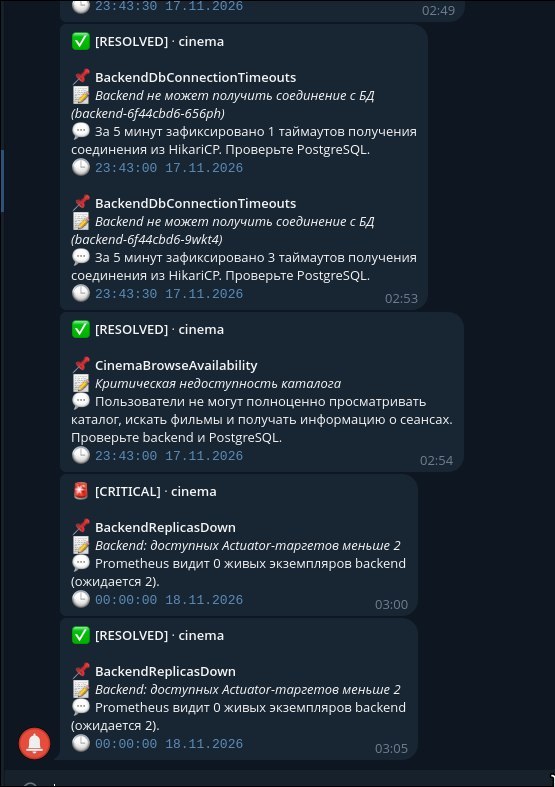 23:43:30 17.11.2026
02:49
[RESOLVED] · cinema
BackendDbConnectionTimeouts
Backend не может получить соединение с БД
(backend-6f44cbd6-656ph)
За 5 минут зафиксировано 1 таймаутов получения
соединения из HikariCP. Проверьте PostgreSQL.
23:43:00 17.11.2026
BackendDbConnectionTimeouts
Backend не может получить соединение с БД
(backend-6f44cbd6-9wkt4)
За 5 минут зафиксировано 3 таймаутов получения
соединения из HikariCP. Проверьте PostgreSQL.
23:43:30 17.11.2026
02:53
[RESOLVED] · cinema
CinemaBrowseAvailability
Критическая недоступность каталога
Пользователи не могут полноценно просматривать
каталог, искать фильмы и получать информацию о сеансах.
Проверьте backend и PostgreSQL.
23:43:00 17.11.2026
02:54
[CRITICAL] · cinema
BackendReplicasDown
Backend: доступных Actuator-таргетов меньше 2
Prometheus видит 0 живых экземпляров backend
(ожидается 2).
00:00:00 18.11.2026
03:00
[RESOLVED] · cinema
BackendReplicasDown
Backend: доступных Actuator-таргетов меньше 2
Prometheus видит 0 живых экземпляров backend
(ожидается 2).
00:00:00 18.11.2026
03:05